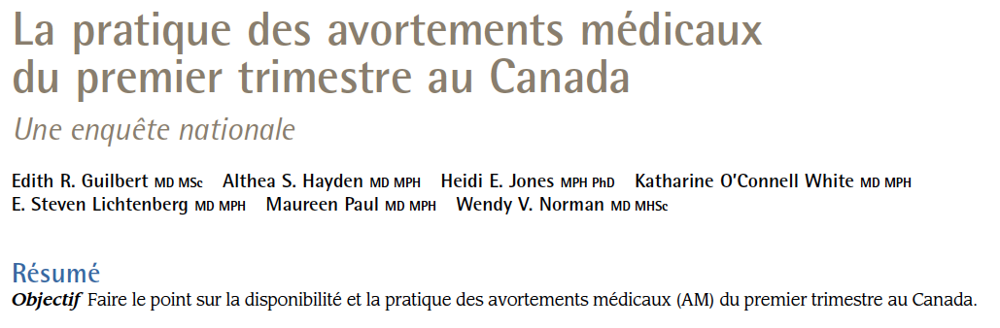 La pratique des avortements médicaux
du premier trimestre au Canada
Une enquête nationale
Edith R. Guilbert MD MSc Althea S. Hayden MD MPH Heidi E. Jones MPH PhD Katharine O’Connell White MD MPH
E. Steven Lichtenberg MD MPH Maureen Paul MD MPH Wendy V. Norman MD MHSc
Résumé
Objectif Faire le point sur la disponibilité et la pratique des avortements médicaux (AM) du premier trimestre au Canada.